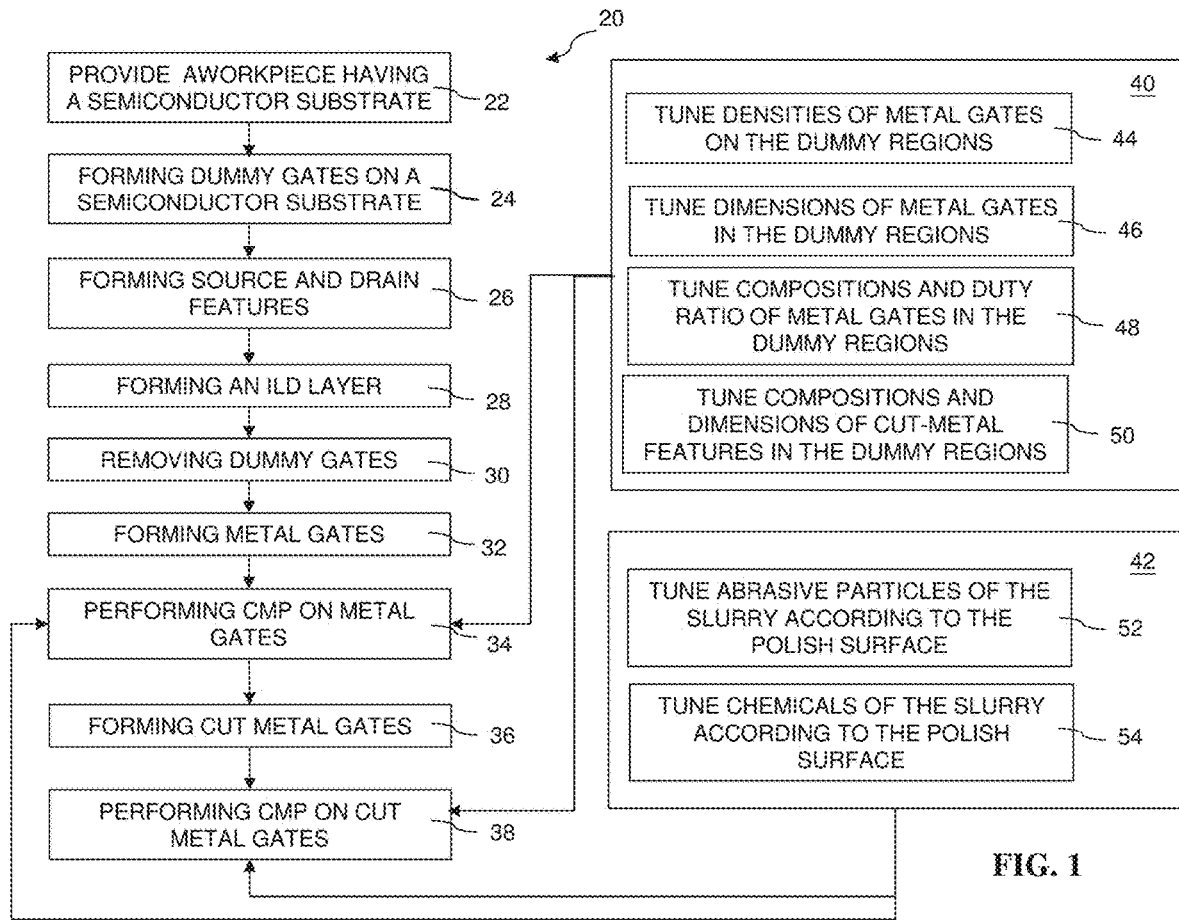 20
PROVIDE AWORKPIECE HAVING
A SEMICONDUCTOR SUBSTRATE
22
FORMING DUMMY GATES ON A
SEMICONDUCTOR SUBSTRATE
24
FORMING SOURCE AND DRAIN
FEATURES
26
FORMING AN ILD LAYER
28
REMOVING DUMMY GATES
30
FORMING METAL GATES
32
PERFORMING CMP ON METAL
GATES
34
FORMING CUT METAL GATES
36
PERFORMING CMP ON CUT
METAL GATES
38
40
TUNE DENSITIES OF METAL GATES
ON THE DUMMY REGIONS
44
TUNE DIMENSIONS OF METAL GATES
IN THE DUMMY REGIONS
46
TUNE COMPOSITIONS AND DUTY
RATIO OF METAL GATES IN THE
DUMMY REGIONS
48
TUNE COMPOSITIONS AND
DIMENSIONS OF CUT-METAL
FEATURES IN THE DUMMY REGIONS
50
42
TUNE ABRASIVE PARTICLES OF THE
SLURRY ACCORDING TO THE
POLISH SURFACE
52
TUNE CHEMICALS OF THE SLURRY
ACCORDING TO THE POLISH
SURFACE
54
FIG. 1